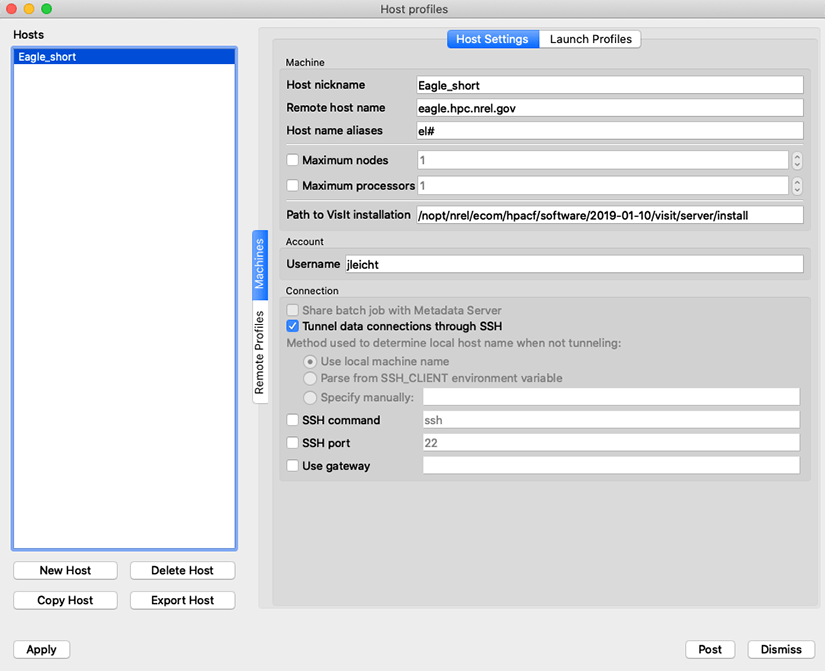 Host profiles
Hosts
Eagle_short
Host Settings
Launch Profiles
Machine
Host nickname Eagle_short
Remote host name eagle.hpc.nrel.gov
Host name aliases el#
Maximum nodes 1
Maximum processors 1
Path to VisIt installation /nopt/nrel/ecom/hpacf/software/2019-01-10/visit/server/install
Machines
Remote Profiles
Account
Username jleicht
Connection
Share batch job with Metadata Server
Tunnel data connections through SSH
Method used to determine local host name when not tunneling:
Use local machine name
Parse from SSH_CLIENT environment variable
Specify manually:
SSH command ssh
SSH port 22
Use gateway
New Host
Delete Host
Copy Host
Export Host
Apply
Post
Dismiss